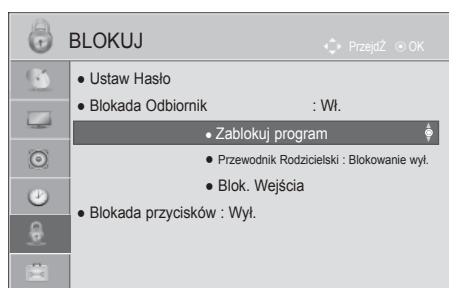 BLOKUJ
PrzejdŹ OK
● Ustaw Hasło
● Blokada Odbiornik : Wł.
● Zablokuj program
● Przewodnik Rodzicielski : Blokowanie wył.
● Blok. Wejścia
● Blokada przycisków : Wył.